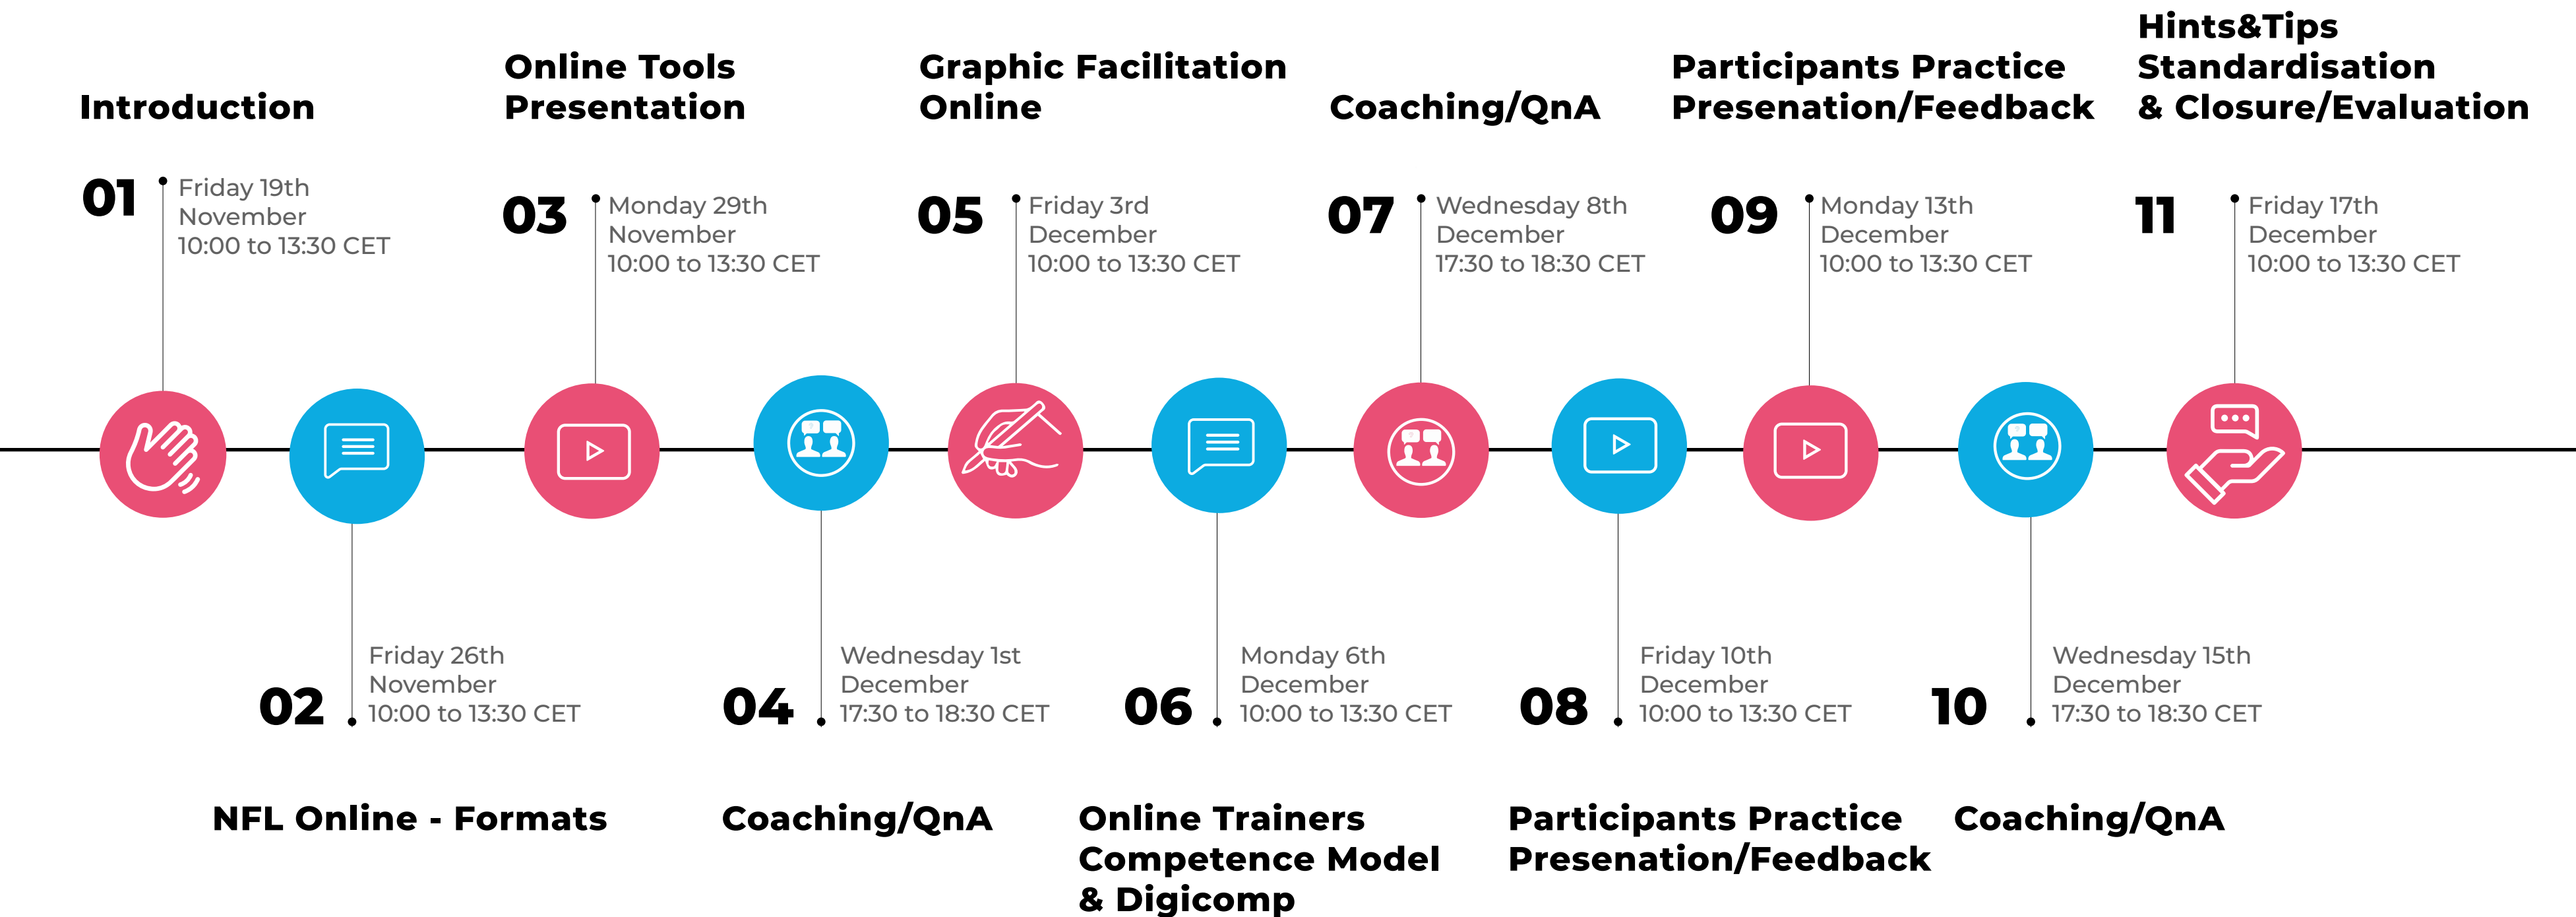 Introduction
01
Friday 19th
November
10:00 to 13:30 CET
02
Friday 26th
November
10:00 to 13:30 CET
NFL Online - Formats
Online Tools
Presentation
03
Monday 29th
November
10:00 to 13:30 CET
04
Wednesday 1st
December
17:30 to 18:30 CET
Coaching/QnA
Graphic Facilitation
Online
05
Friday 3rd
December
10:00 to 13:30 CET
06
Monday 6th
December
10:00 to 13:30 CET
Online Trainers
Competence Model
& Digicomp
Coaching/QnA
07
Wednesday 8th
December
17:30 to 18:30 CET
08
Friday 10th
December
10:00 to 13:30 CET
Participants Practice
Presenation/Feedback
Participants Practice
Presenation/Feedback
09
Monday 13th
December
10:00 to 13:30 CET
10
Wednesday 15th
December
17:30 to 18:30 CET
Coaching/QnA
Hints&Tips
Standardisation
& Closure/Evaluation
11
Friday 17th
December
10:00 to 13:30 CET